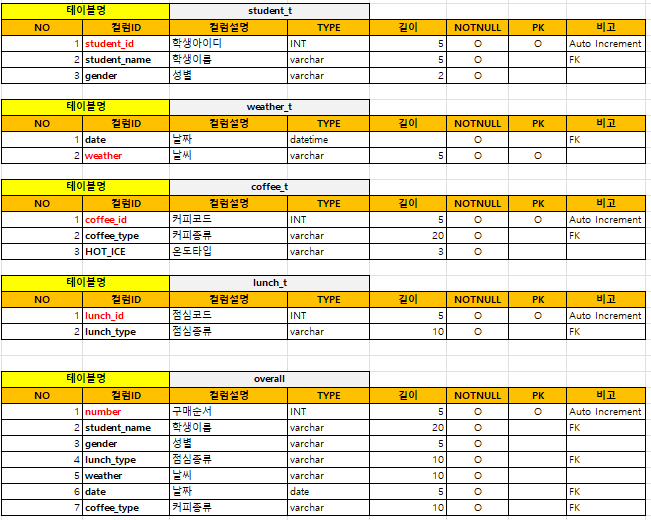 테이블명 student_t
NO 컬럼ID 컬럼설명 TYPE 길이 NOTNULL PK 비고
1 student_id 학생아이디 INT 5 O O Auto Increment
2 student_name 학생이름 varchar 5 O FK
3 gender 성별 varchar 2 O
테이블명 weather_t
NO 컬럼ID 컬럼설명 TYPE 길이 NOTNULL PK 비고
1 date 날짜 datetime O FK
2 weather 날씨 varchar 5 O O
테이블명 coffee_t
NO 컬럼ID 컬럼설명 TYPE 길이 NOTNULL PK 비고
1 coffee_id 커피코드 INT 5 O O Auto Increment
2 coffee_type 커피종류 varchar 20 O FK
3 HOT_ICE 온도타입 varchar 3 O
테이블명 lunch_t
NO 컬럼ID 컬럼설명 TYPE 길이 NOTNULL PK 비고
1 lunch_id 점심코드 INT 5 O O Auto Increment
2 lunch_type 점심종류 varchar 10 O FK
테이블명 overall
NO 컬럼ID 컬럼설명 TYPE 길이 NOTNULL PK 비고
1 number 구매순서 INT 5 O O Auto Increment
2 student_name 학생이름 varchar 20 O FK
3 gender 성별 varchar 5 O
4 lunch_type 점심종류 varchar 10 O FK
5 weather 날씨 varchar 10 O
6 date 날짜 date 5 O FK
7 coffee_type 커피종류 varchar 10 O FK